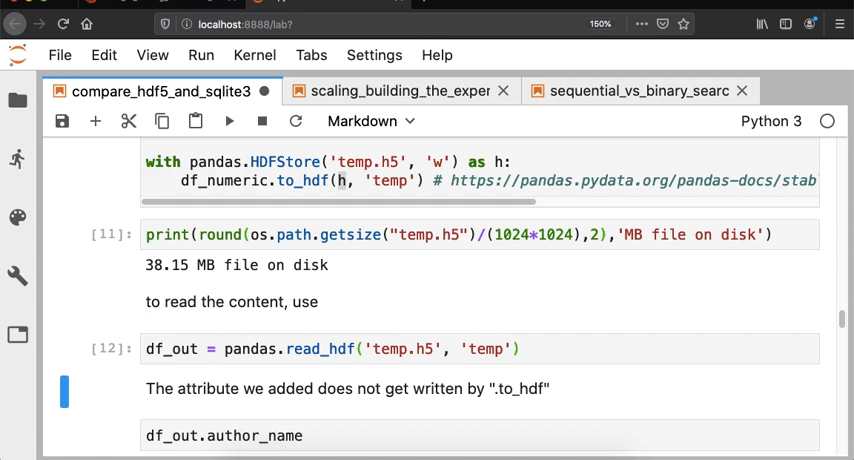 localhost:8888/lab?
150%
File Edit View Run Kernel Tabs Settings Help
compare_hdf5_and_sqlite3
scaling_building_the_exper
sequential_vs_binary_searc
Markdown
Python 3
with pandas.HDFStore('temp.h5', 'w') as h:
df_numeric.to_hdf(h, 'temp') # https://pandas.pydata.org/pandas-docs/stab
[11]: print(round(os.path.getsize("temp.h5")/(1024*1024),2),'MB file on disk')
38.15 MB file on disk
to read the content, use
[12]: df_out = pandas.read_hdf('temp.h5', 'temp')
The attribute we added does not get written by ".to_hdf"
df_out.author_name